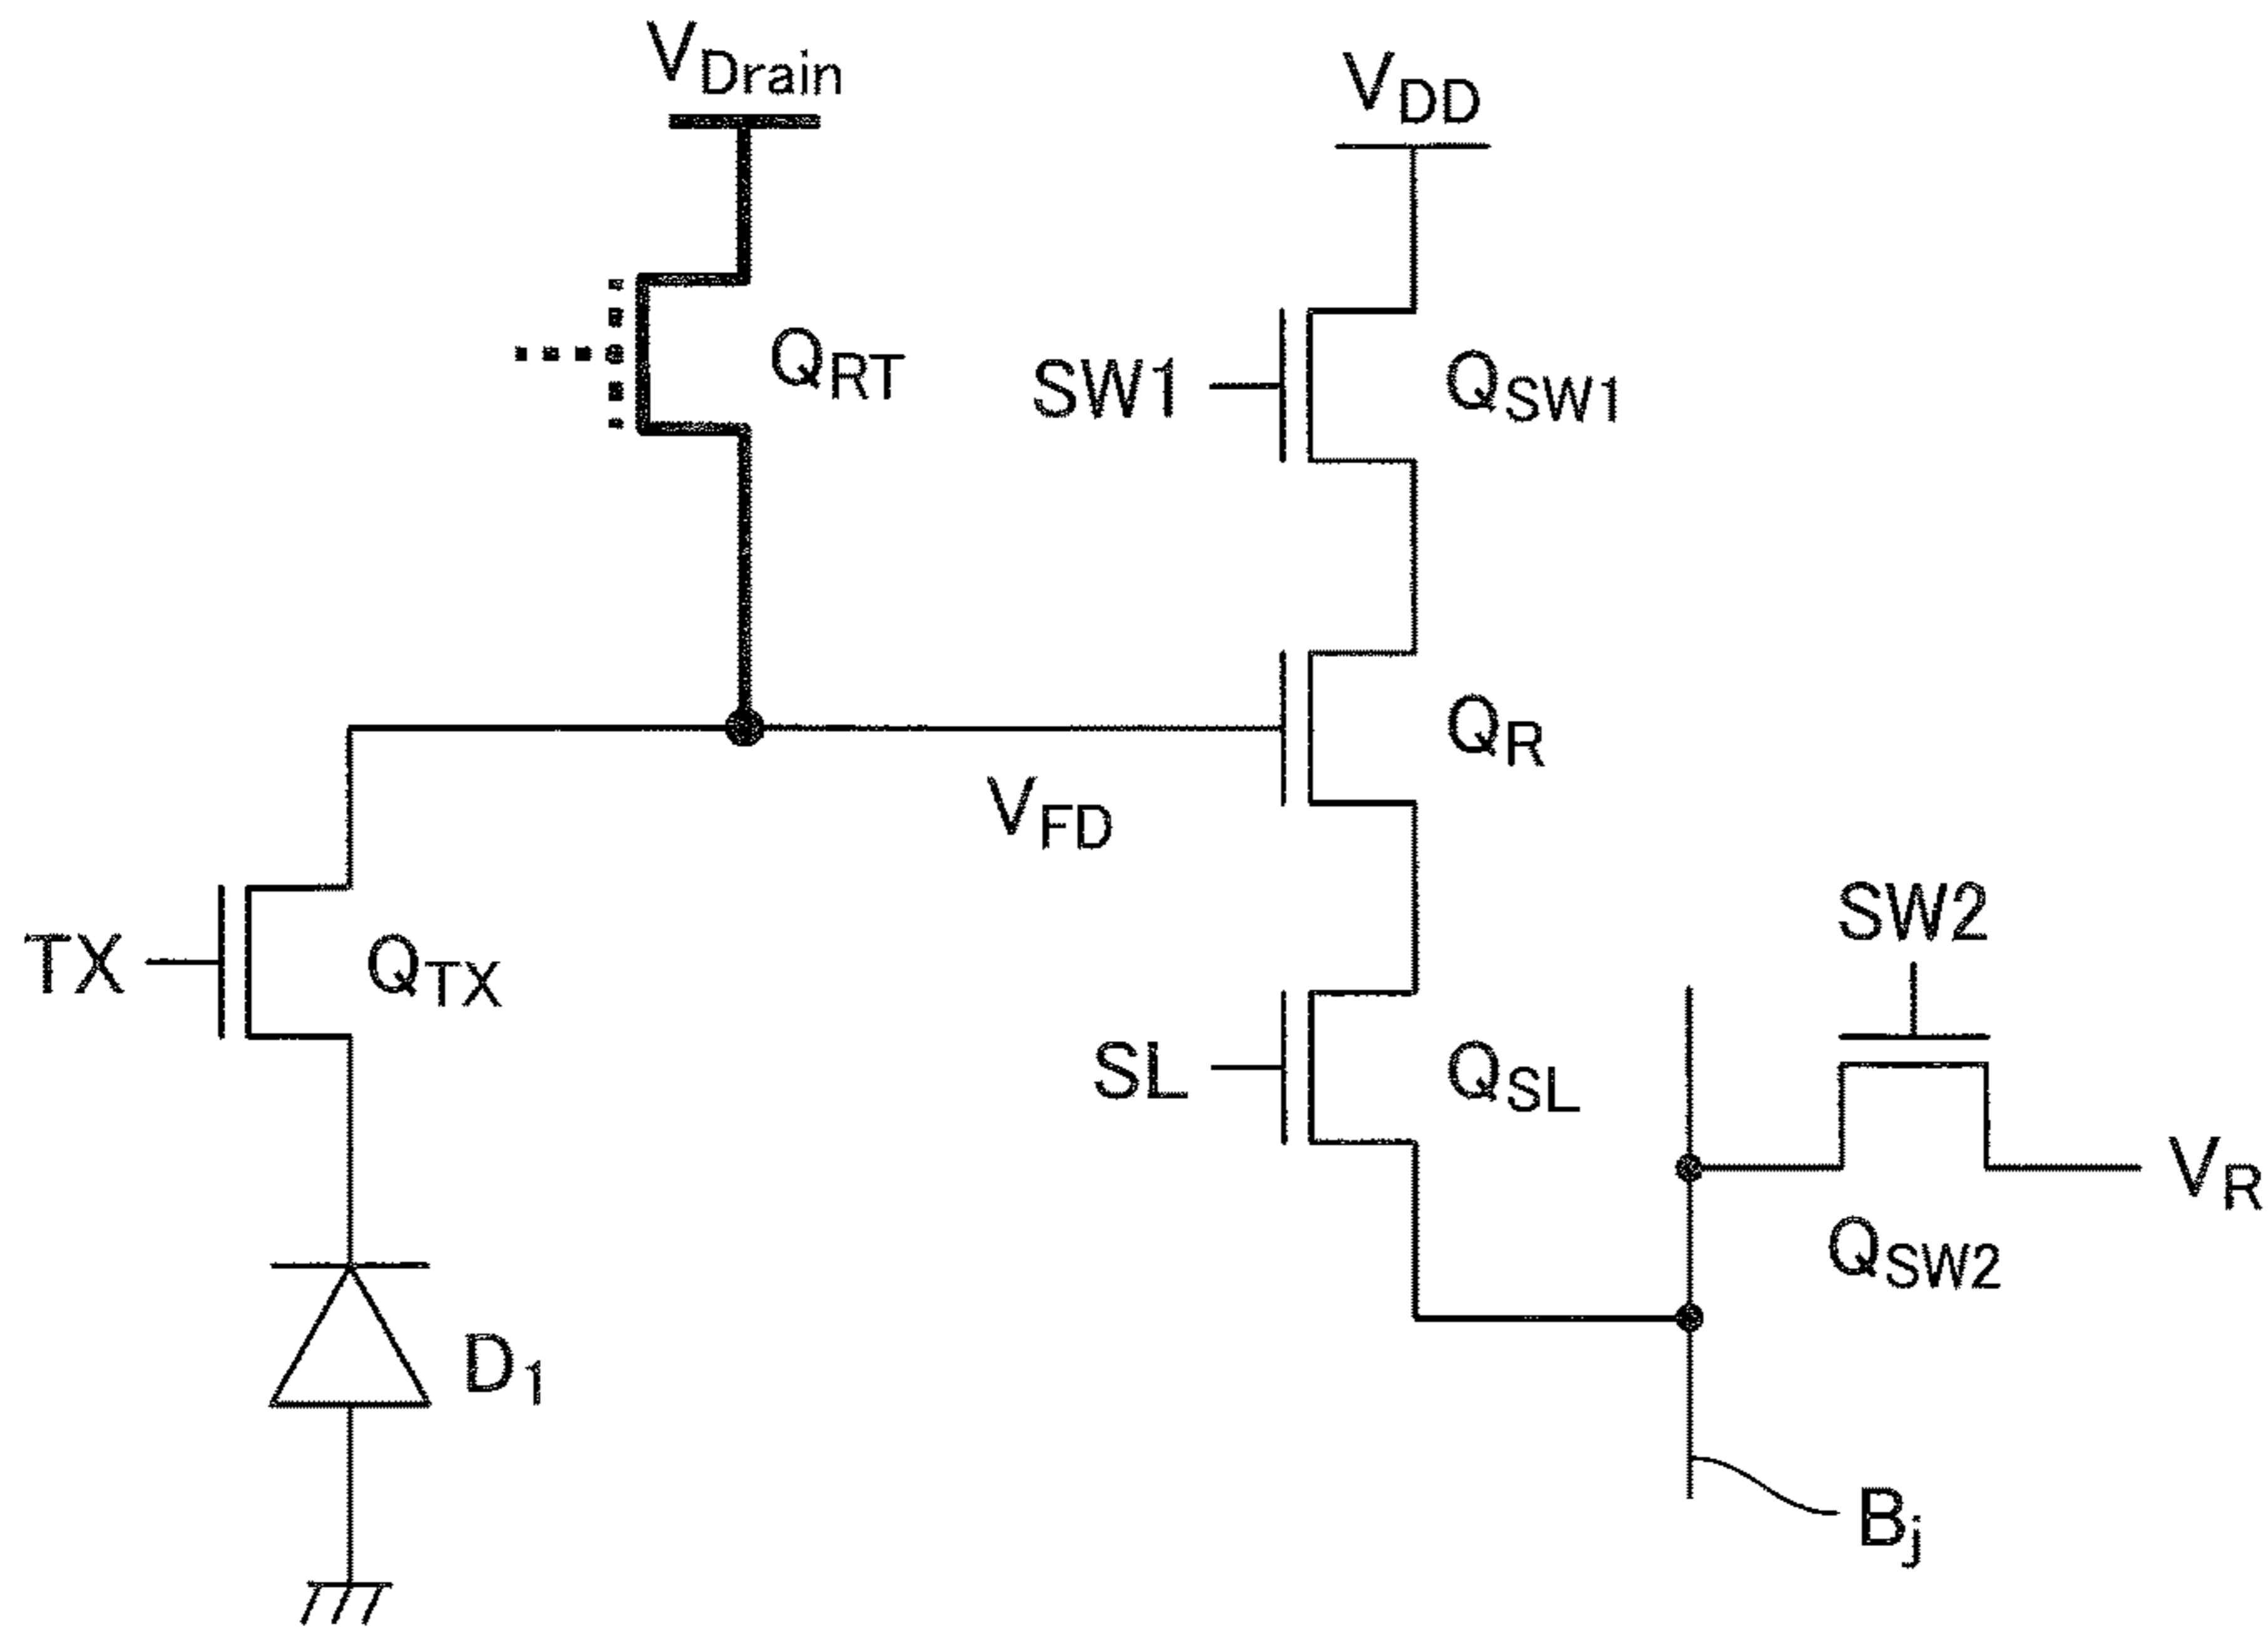 VDrain
VDD
QRT
SW1
QSW1
QR
VFD
SW2
TX
QTX
SL
QSL
VR
QSW2
D1
Bj